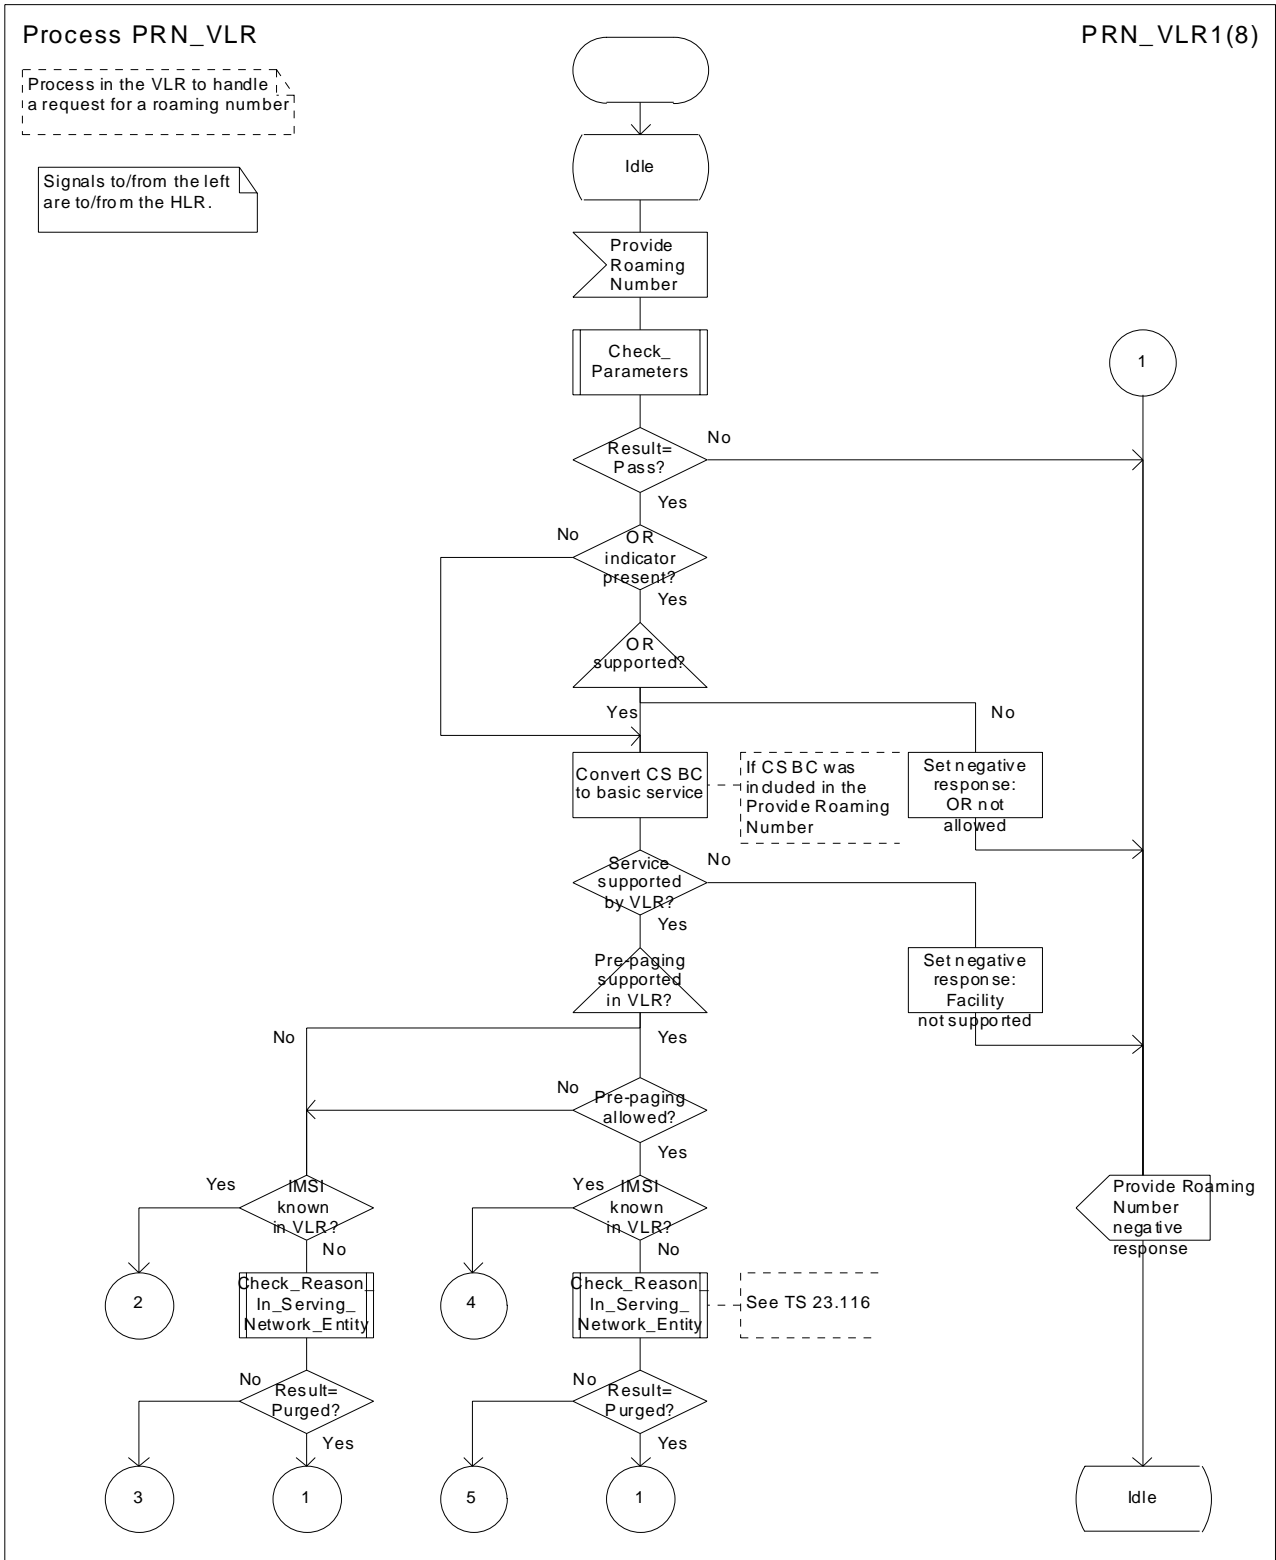 Process PRN_VLR
PRN_VLR1(8)
Process in the VLR to handle
a request for a roaming number
Signals to/from the left
are to/from the HLR.
Idle
Provide
Roaming
Number
Check_
Parameters
1
Result=
Pass?
No
Yes
OR
indicator
present?
No
Yes
OR
supported?
Yes
No
Convert CS BC
to basic service
If CS BC was
included in the
Provide Roaming
Number
Set negative
response:
OR not
allowed
Service
supported
by VLR?
No
Yes
Pre-paging
supported
in VLR?
Set negative
response:
Facility
not supported
No
Yes
Pre-paging
allowed?
No
Yes
Yes
IMSI
known
in VLR?
No
Yes
IMSI
known
in VLR?
No
Provide Roaming
Number
negative
response
2
Check_Reason_
In_Serving_
Network_Entity
4
Check_Reason_
In_Serving_
Network_Entity
See TS 23.116
No
Result=
Purged?
Yes
No
Result=
Purged?
Yes
3
1
5
1
Idle